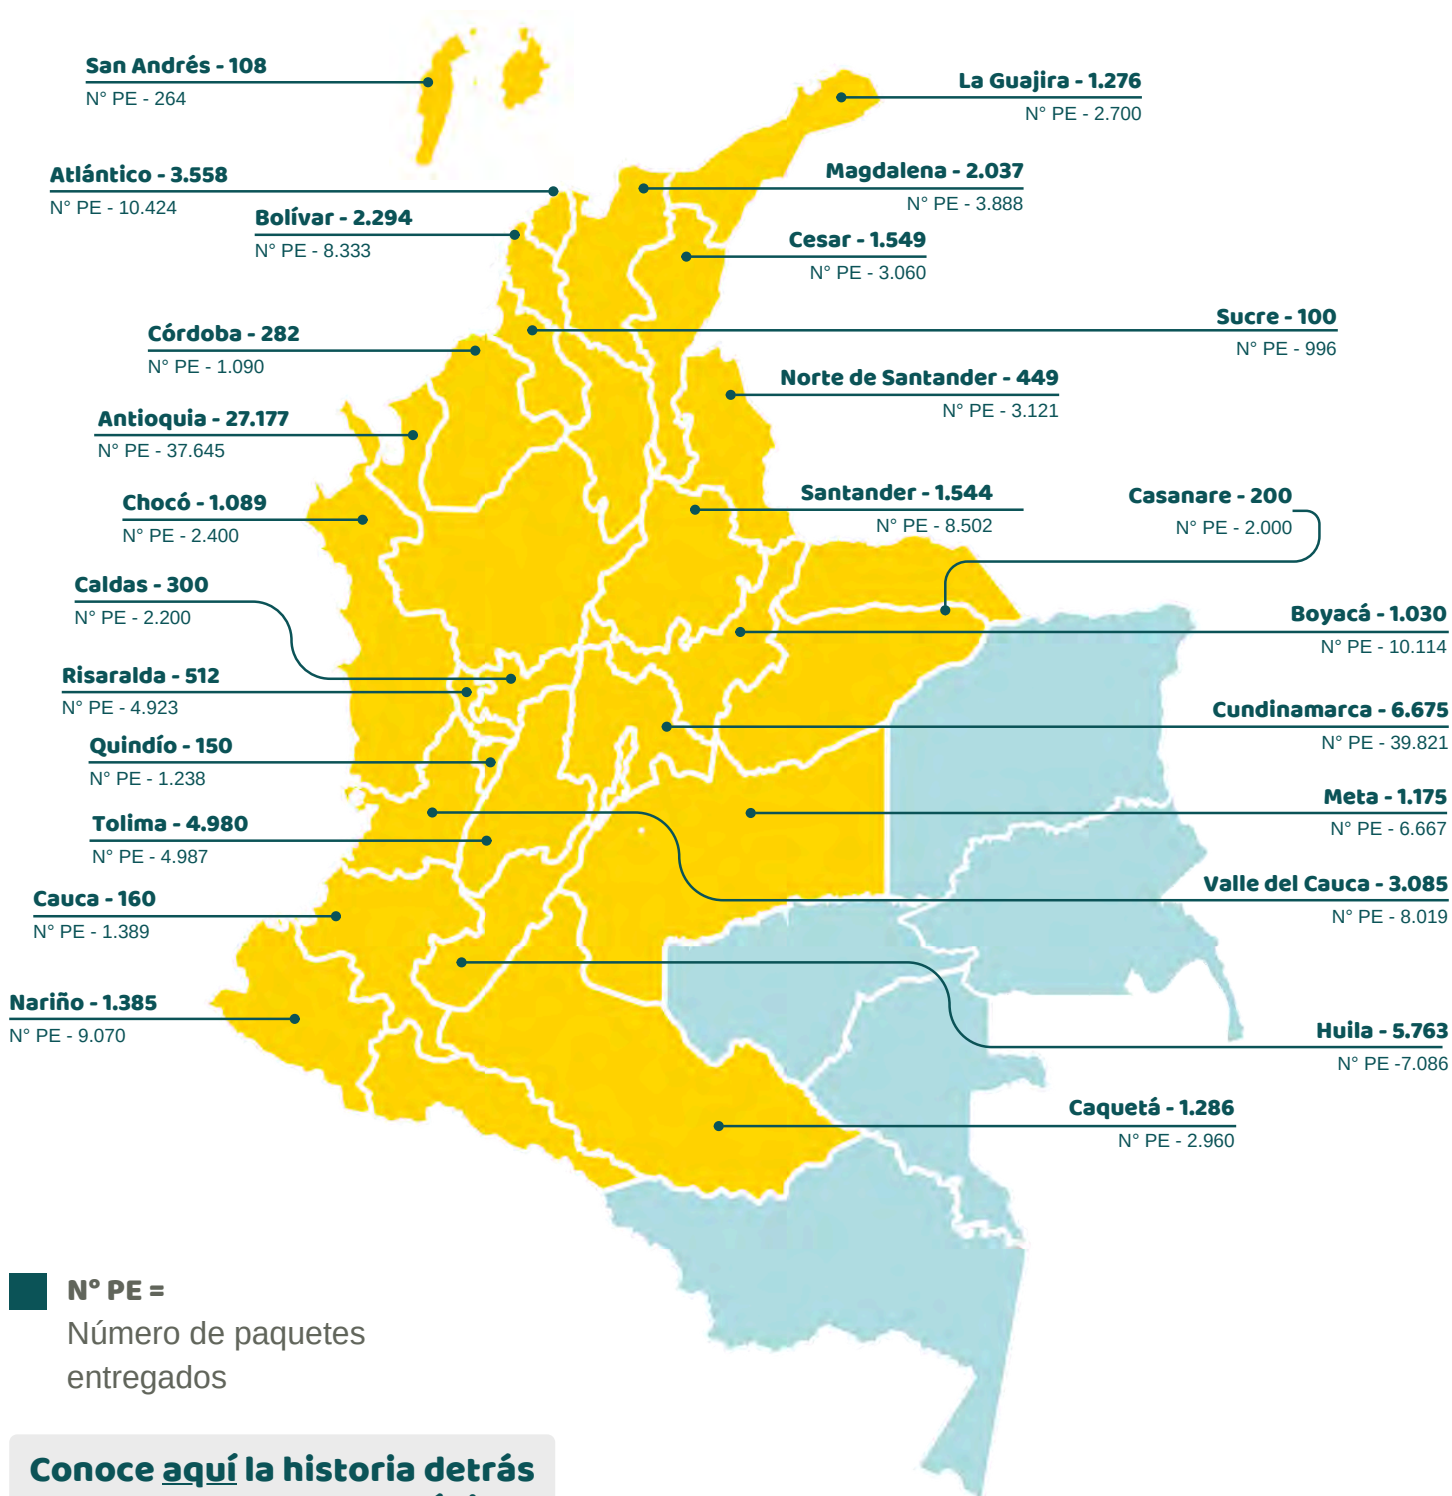 San Andrés - 108
N° PE - 264
La Guajira - 1.276
N° PE - 2.700
Atlántico - 3.558
N° PE - 10.424
Magdalena - 2.037
N° PE - 3.888
Bolívar - 2.294
N° PE - 8.333
Cesar - 1.549
N° PE - 3.060
Sucre - 100
N° PE - 996
Córdoba - 282
N° PE - 1.090
Norte de Santander - 449
N° PE - 3.121
Antioquia - 27.177
N° PE - 37.645
Santander - 1.544
N° PE - 8.502
Casanare - 200
N° PE - 2.000
Chocó - 1.089
N° PE - 2.400
Caldas - 300
N° PE - 2.200
Boyacá - 1.030
N° PE - 10.114
Risaralda - 512
N° PE - 4.923
Cundinamarca - 6.675
N° PE - 39.821
Quindío - 150
N° PE - 1.238
Meta - 1.175
N° PE - 6.667
Tolima - 4.980
N° PE - 4.987
Valle del Cauca - 3.085
N° PE - 8.019
Cauca - 160
N° PE - 1.389
Nariño - 1.385
N° PE - 9.070
Huila - 5.763
N° PE -7.086
Caquetá - 1.286
N° PE - 2.960
N° PE =
Número de paquetes
entregados
Conoce aquí la historia detrás